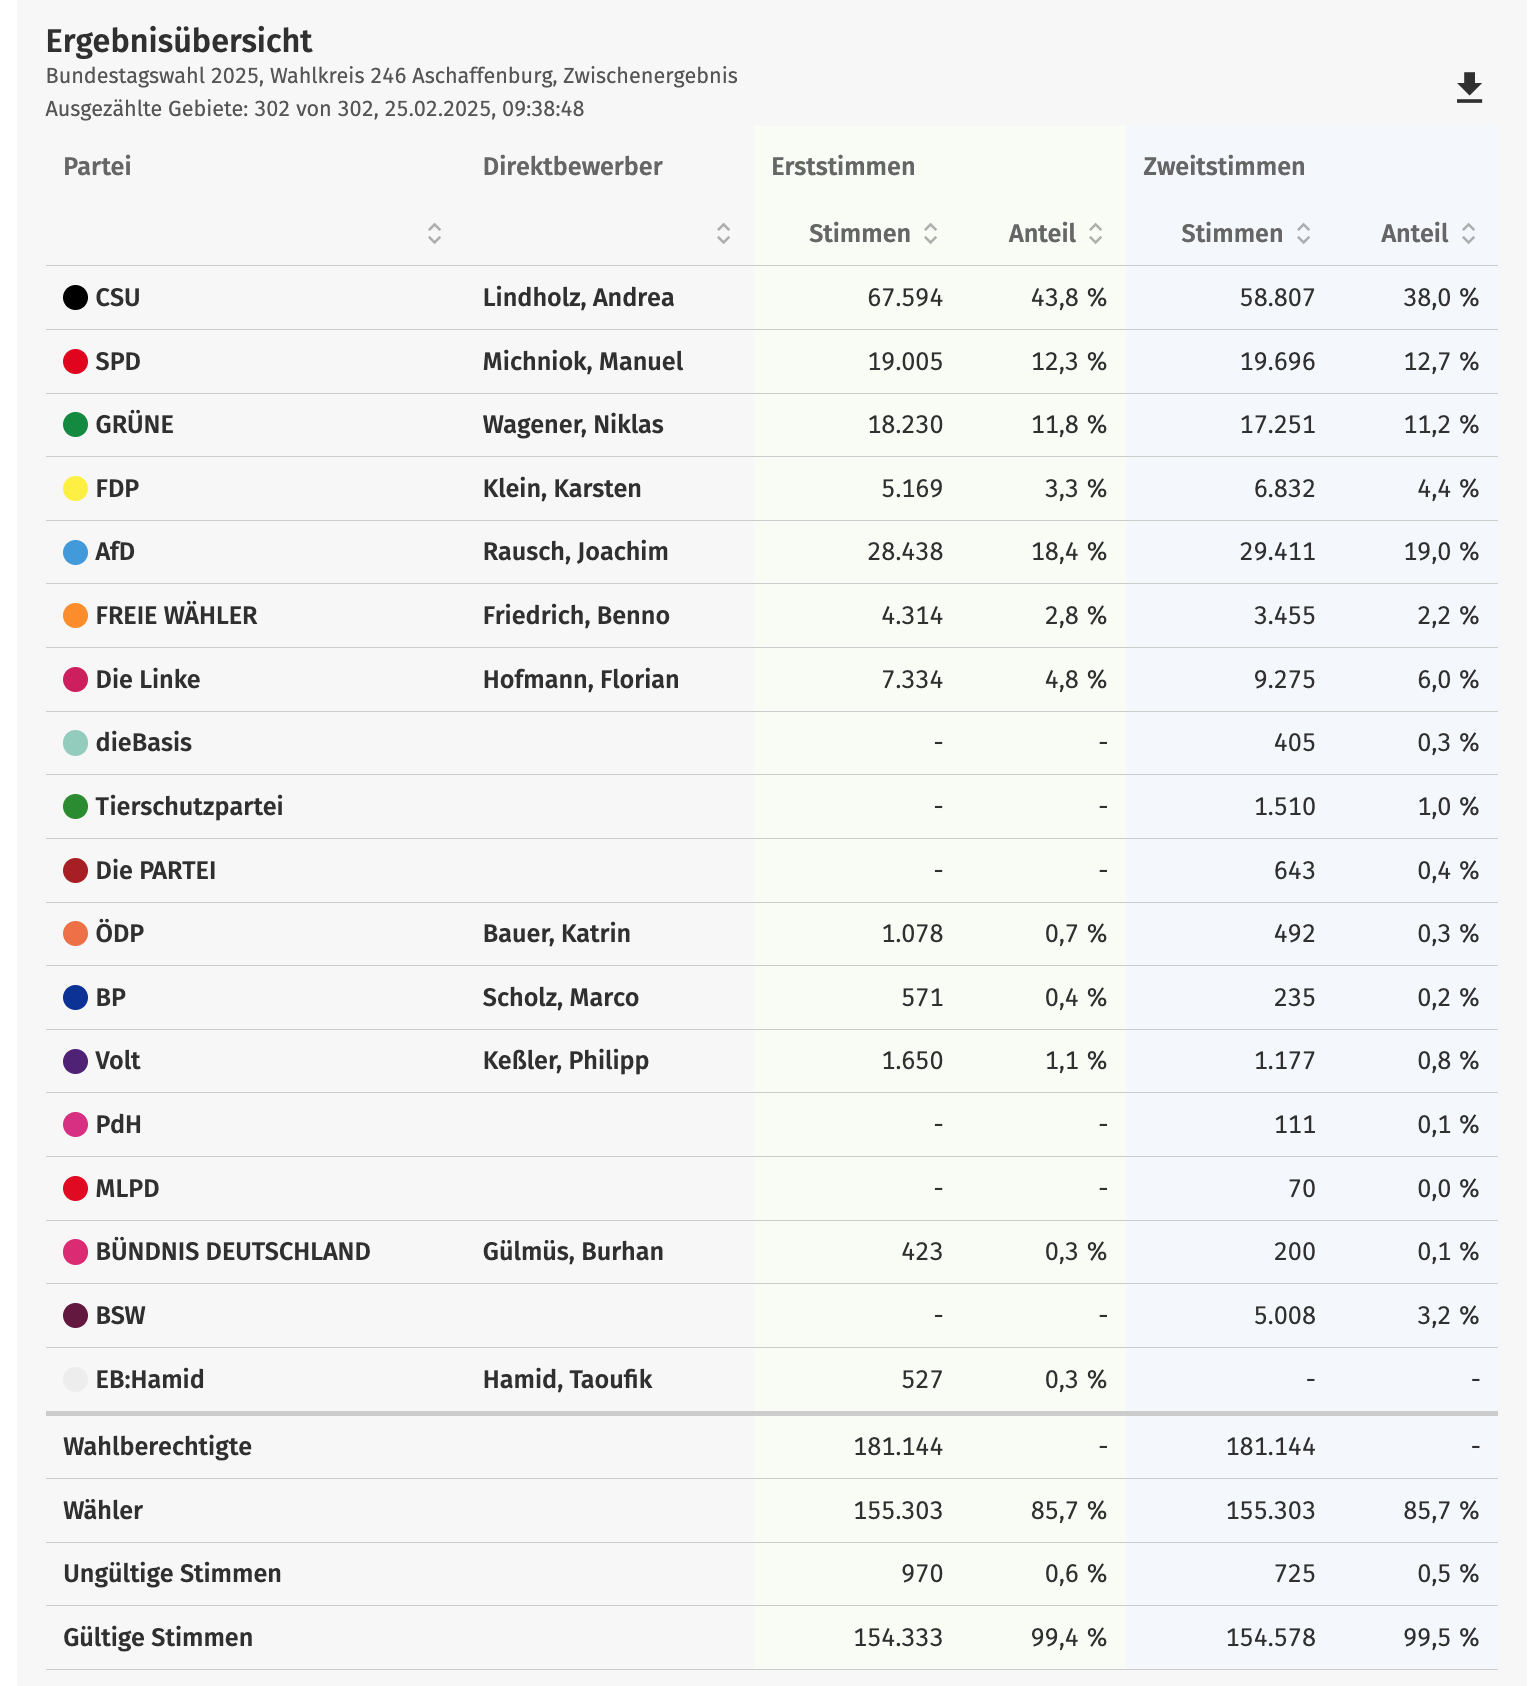 Ergebnisübersicht
Bundestagswahl 2025, Wahlkreis 246 Aschaffenburg, Zwischenergebnis
Ausgezählte Gebiete: 302 von 302, 25.02.2025, 09:38:48
Partei Direktbewerber Erststimmen Zweitstimmen
Stimmen Anteil Stimmen Anteil
CSU Lindholz, Andrea 67.594 43,8 % 58.807 38,0 %
SPD Michniok, Manuel 19.005 12,3 % 19.696 12,7 %
GRÜNE Wagener, Niklas 18.230 11,8 % 17.251 11,2 %
FDP Klein, Karsten 5.169 3,3 % 6.832 4,4 %
AfD Rausch, Joachim 28.438 18,4 % 29.411 19,0 %
FREIE WÄHLER Friedrich, Benno 4.314 2,8 % 3.455 2,2 %
Die Linke Hofmann, Florian 7.334 4,8 % 9.275 6,0 %
dieBasis - - 405 0,3 %
Tierschutzpartei - - 1.510 1,0 %
Die PARTEI - - 643 0,4 %
ÖDP Bauer, Katrin 1.078 0,7 % 492 0,3 %
BP Scholz, Marco 571 0,4 % 235 0,2 %
Volt Keßler, Philipp 1.650 1,1 % 1.177 0,8 %
PdH - - 111 0,1 %
MLPD - - 70 0,0 %
BÜNDNIS DEUTSCHLAND Gülmüs, Burhan 423 0,3 % 200 0,1 %
BSW - - 5.008 3,2 %
EB:Hamid Hamid, Taoufik 527 0,3 % - -
Wahlberechtigte 181.144 - 181.144 -
Wähler 155.303 85,7 % 155.303 85,7 %
Ungültige Stimmen 970 0,6 % 725 0,5 %
Gültige Stimmen 154.333 99,4 % 154.578 99,5 %